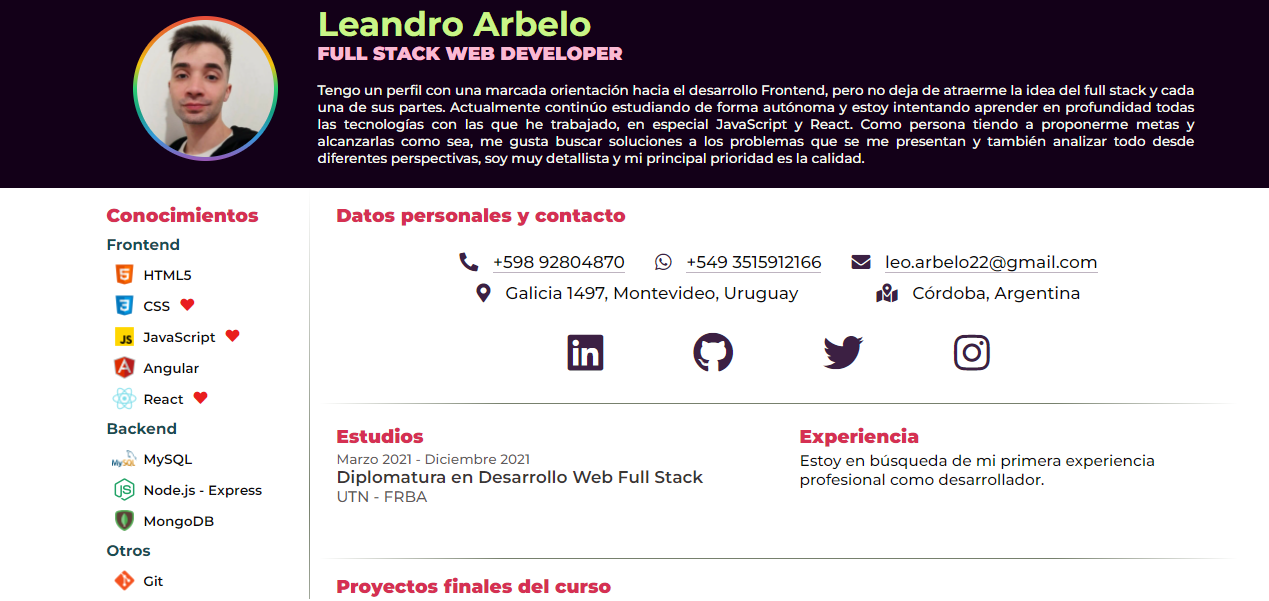 Leandro Arbelo
FULL STACK WEB DEVELOPER
Tengo un perfil con una marcada orientación hacia el desarrollo Frontend, pero no deja de atraerme la idea del full stack y cada
una de sus partes. Actualmente continúo estudiando de forma autónoma y estoy intentando aprender en profundidad todas
las tecnologías con las que he trabajado, en especial JavaScript y React. Como persona tiendo a proponerme metas y
alcanzarlas como sea, me gusta buscar soluciones a los problemas que se me presentan y también analizar todo desde
diferentes perspectivas, soy muy detallista y mi principal prioridad es la calidad.
Conocimientos
Frontend
HTML5
CSS
JS JavaScript
Angular
React
Backend
MySQL MySQL
Node.js - Express
MongoDB
Otros
Git
Datos personales y contacto
+598 92804870 +549 3515912166 leo.arbelo22@gmail.com
Galicia 1497, Montevideo, Uruguay Córdoba, Argentina
Estudios
Marzo 2021 - Diciembre 2021
Diplomatura en Desarrollo Web Full Stack
UTN - FRBA
Experiencia
Estoy en búsqueda de mi primera experiencia
profesional como desarrollador.
Proyectos finales del curso